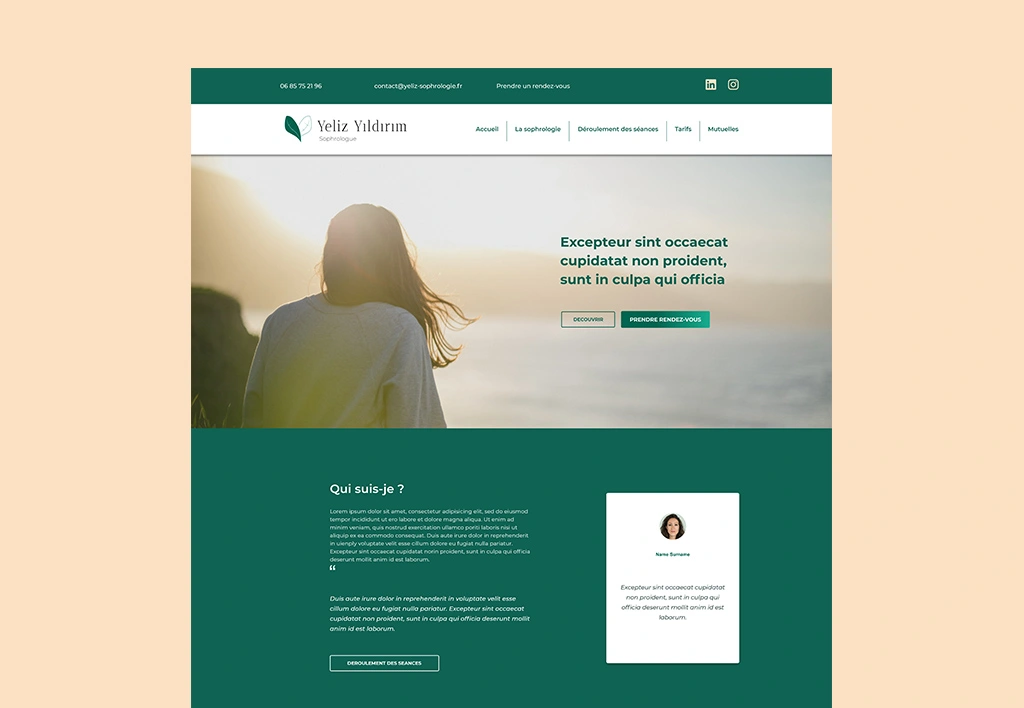 06 85 75 21 96 contact@yeliz-sophrologie.fr Prendre un rendez-vous
Yeliz Yıldırım
Sophrologue
Accueil La sophrologie Déroulement des séances Tarifs Mutuelles
Excepteur sint occaecat
cupidatat non proident,
sunt in culpa qui officia
DECOUVRIR PRENDRE RENDEZ-VOUS
Qui suis-je ?
Lorem ipsum dolor sit amet, consectetur adipisicing elit, sed do eiusmod
tempor incididunt ut ero labore et dolore magna aliqua. Ut enim ad
minim veniam, quis nostrud exercitation ullamco poriti laboris nisi ut
aliquip ex ea commodo consequat. Duis aute irure dolor in reprehenderit
in uienply voluptate velit esse cillum dolore eu fugiat nulla pariatur.
Excepteur sint occaecat cupidatat norin proident, sunt in culpa qui officia
deserunt mollit anim id est laborum.
“
Duis aute irure dolor in reprehenderit in voluptate velit esse
cillum dolore eu fugiat nulla pariatur. Excepteur sint occaecat
cupidatat non proident, sunt in culpa qui officia deserunt mollit
anim id est laborum.
DEROULEMENT DES SEANCES
Name Surname
Excepteur sint occaecat cupidatat
non proident, sunt in culpa qui
officia deserunt mollit anim id est
laborum.